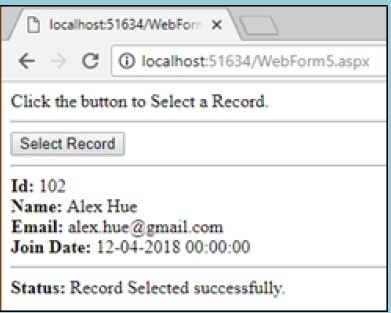 localhost:51634/WebForm
localhost:51634/WebForm5.aspx
Click the button to Select a Record.
Select Record
Id: 102
Name: Alex Hue
Email: alex.hue@gmail.com
Join Date: 12-04-2018 00:00:00
Status: Record Selected successfully.